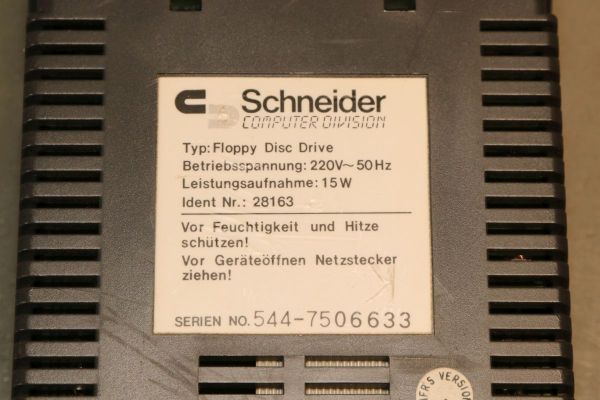 Schneider
COMPUTER DIVISION
Typ: Floppy Disc Drive
Betriebsspannung: 220V~50Hz
Leistungsaufnahme: 15W
Ident Nr.: 28163
Vor Feuchtigkeit und Hitze
schützen!
Vor Geräteöffnen Netzstecker
ziehen!
SERIEN NO. 544-7506633
VERSION